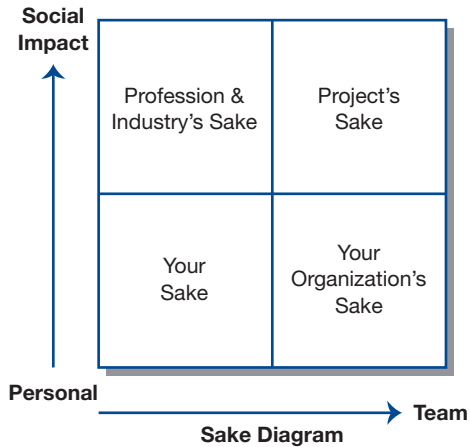 Social
Impact
Profession &
Industry’s Sake
Project’s
Sake
Your
Sake
Your
Organization’s
Sake
Personal
Team
Sake Diagram